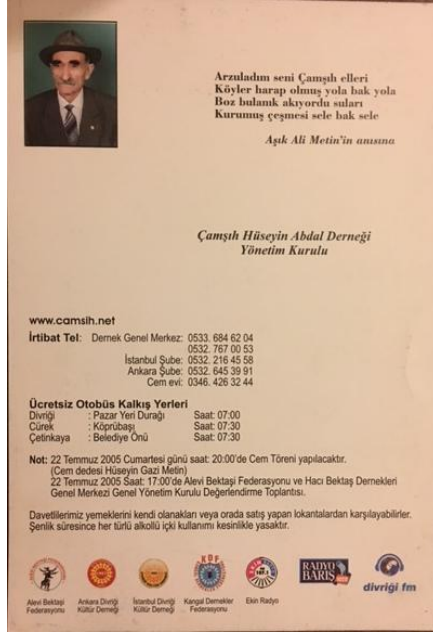 Arzuladım seni Çamşıh elleri
Köyler harap olmuş yola bak yola
Boz bulanık akıyordu suları
Kurumuş çeşmesi sele bak sele
Aşık Ali Metin'in anısına
Çamşıh Hüseyin Abdal Derneği
Yönetim Kurulu
www.camsih.net
İrtibat Tel: Dernek Genel Merkez: 0533. 684 62 04
0532. 767 00 53
İstanbul Şube: 0532. 216 45 58
Ankara Şube: 0532. 645 39 91
Cem evi: 0346. 426 32 44
Ücretsiz Otobüs Kalkış Yerleri
Divriği : Pazar Yeri Durağı Saat: 07:00
Cürek : Köprübaşı Saat: 07:30
Çetinkaya : Belediye Önü Saat: 07:30
Not: 22 Temmuz 2005 Cumartesi günü saat: 20:00'de Cem Töreni yapılacaktır.
(Cem dedesi Hüseyin Gazi Metin)
22 Temmuz 2005 Saat: 17:00'de Alevi Bektaşi Federasyonu ve Hacı Bektaş Dernekleri
Genel Merkezi Genel Yönetim Kurulu Değerlendirme Toplantısı.
Davetlilerimiz yemeklerini kendi olanakları veya orada satış yapan lokantalardan karşılayabilirler.
Şenlik süresince her türlü alkollü içki kullanımı kesinlikle yasaktır.
KDF
EKİN
RADYO
BARIŞ
divriği fm
Alevi Bektaşi
Federasyonu
Ankara Divriği
Kültür Derneği
İstanbul Divriği
Kültür Derneği
Kangal Dernekler
Federasyonu
Ekin Radyo